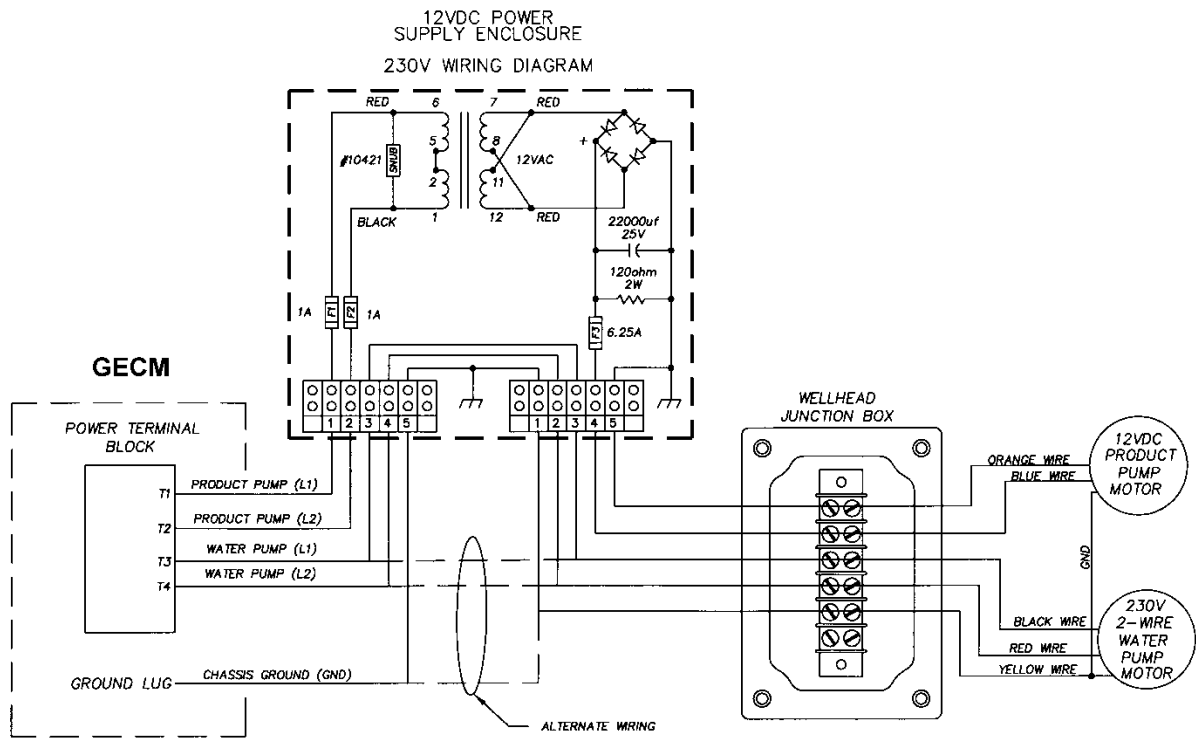 12VDC POWER
SUPPLY ENCLOSURE
230V WIRING DIAGRAM
RED
6
7
RED
#10421
SNUB
5
8
+
12VAC
2
11
BLACK
1
12
RED
22000uf
25V
120ohm
2W
1A
F1
F2
1A
F3
6.25A
GECM
1 2 3 4 5
1 2 3 4 5
WELLHEAD
JUNCTION BOX
POWER TERMINAL
BLOCK
12VDC
PRODUCT
PUMP
MOTOR
ORANGE WIRE
BLUE WIRE
T1
PRODUCT PUMP (L1)
T2
PRODUCT PUMP (L2)
T3
WATER PUMP (L1)
T4
WATER PUMP (L2)
GND
230V
2-WIRE
WATER
PUMP
MOTOR
BLACK WIRE
RED WIRE
YELLOW WIRE
GROUND LUG
CHASSIS GROUND (GND)
ALTERNATE WIRING